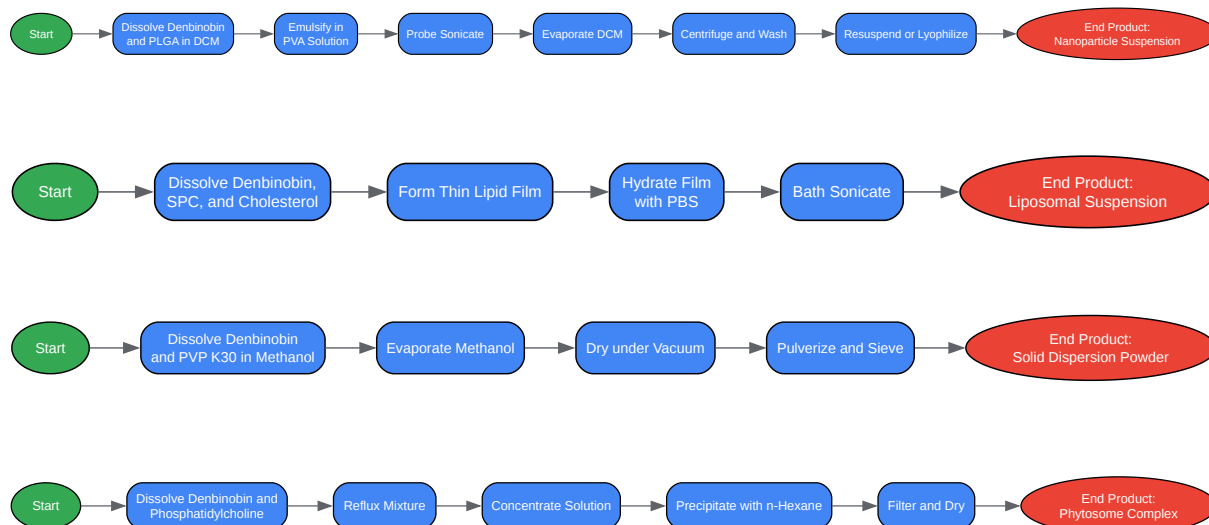 Start
Dissolve Denbinobin
and PLGA in DCM
Emulsify in
PVA Solution
Probe Sonicate
Evaporate DCM
Centrifuge and Wash
Resuspend or Lyophilize
End Product:
Nanoparticle Suspension
Start
Dissolve Denbinobin,
SPC, and Cholesterol
Form Thin Lipid Film
Hydrate Film
with PBS
Bath Sonicate
End Product:
Liposomal Suspension
Start
Dissolve Denbinobin
and PVP K30 in Methanol
Evaporate Methanol
Dry under Vacuum
Pulverize and Sieve
End Product:
Solid Dispersion Powder
Start
Dissolve Denbinobin and
Phosphatidylcholine
Reflux Mixture
Concentrate Solution
Precipitate with n-Hexane
Filter and Dry
End Product:
Phytosome Complex